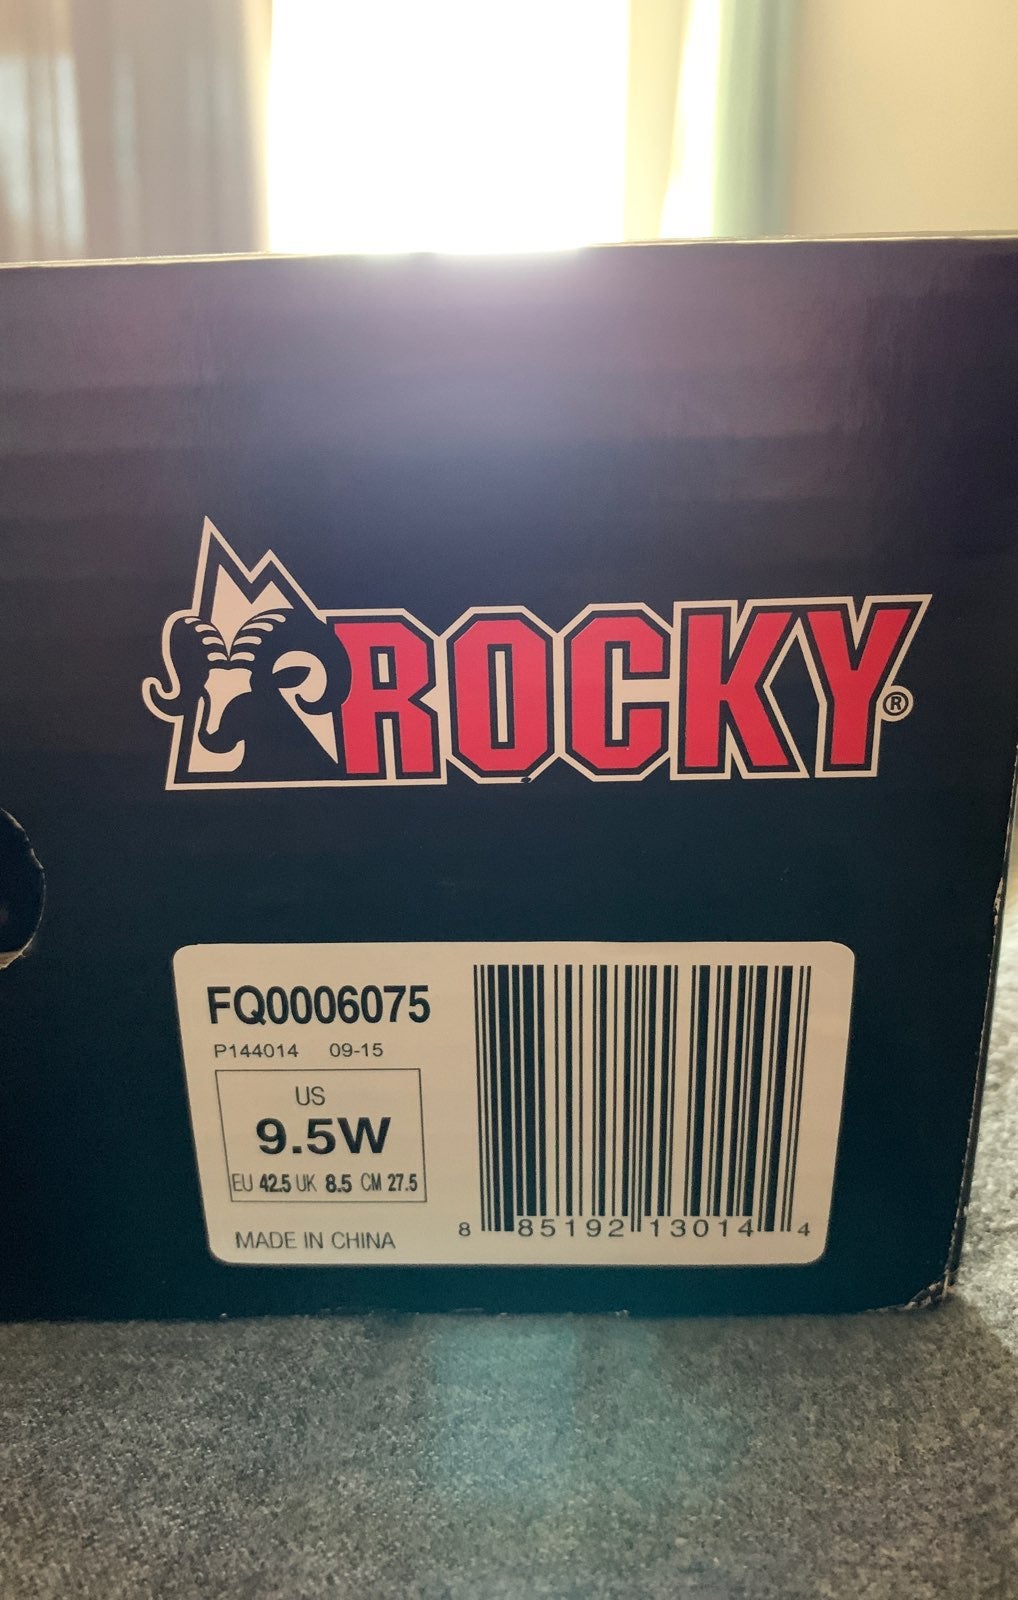 ROCKY®
FQ0006075
P144014 09-15
US
9.5W
EU 42.5 UK 8.5 CM 27.5
MADE IN CHINA
8 85192 13014 4